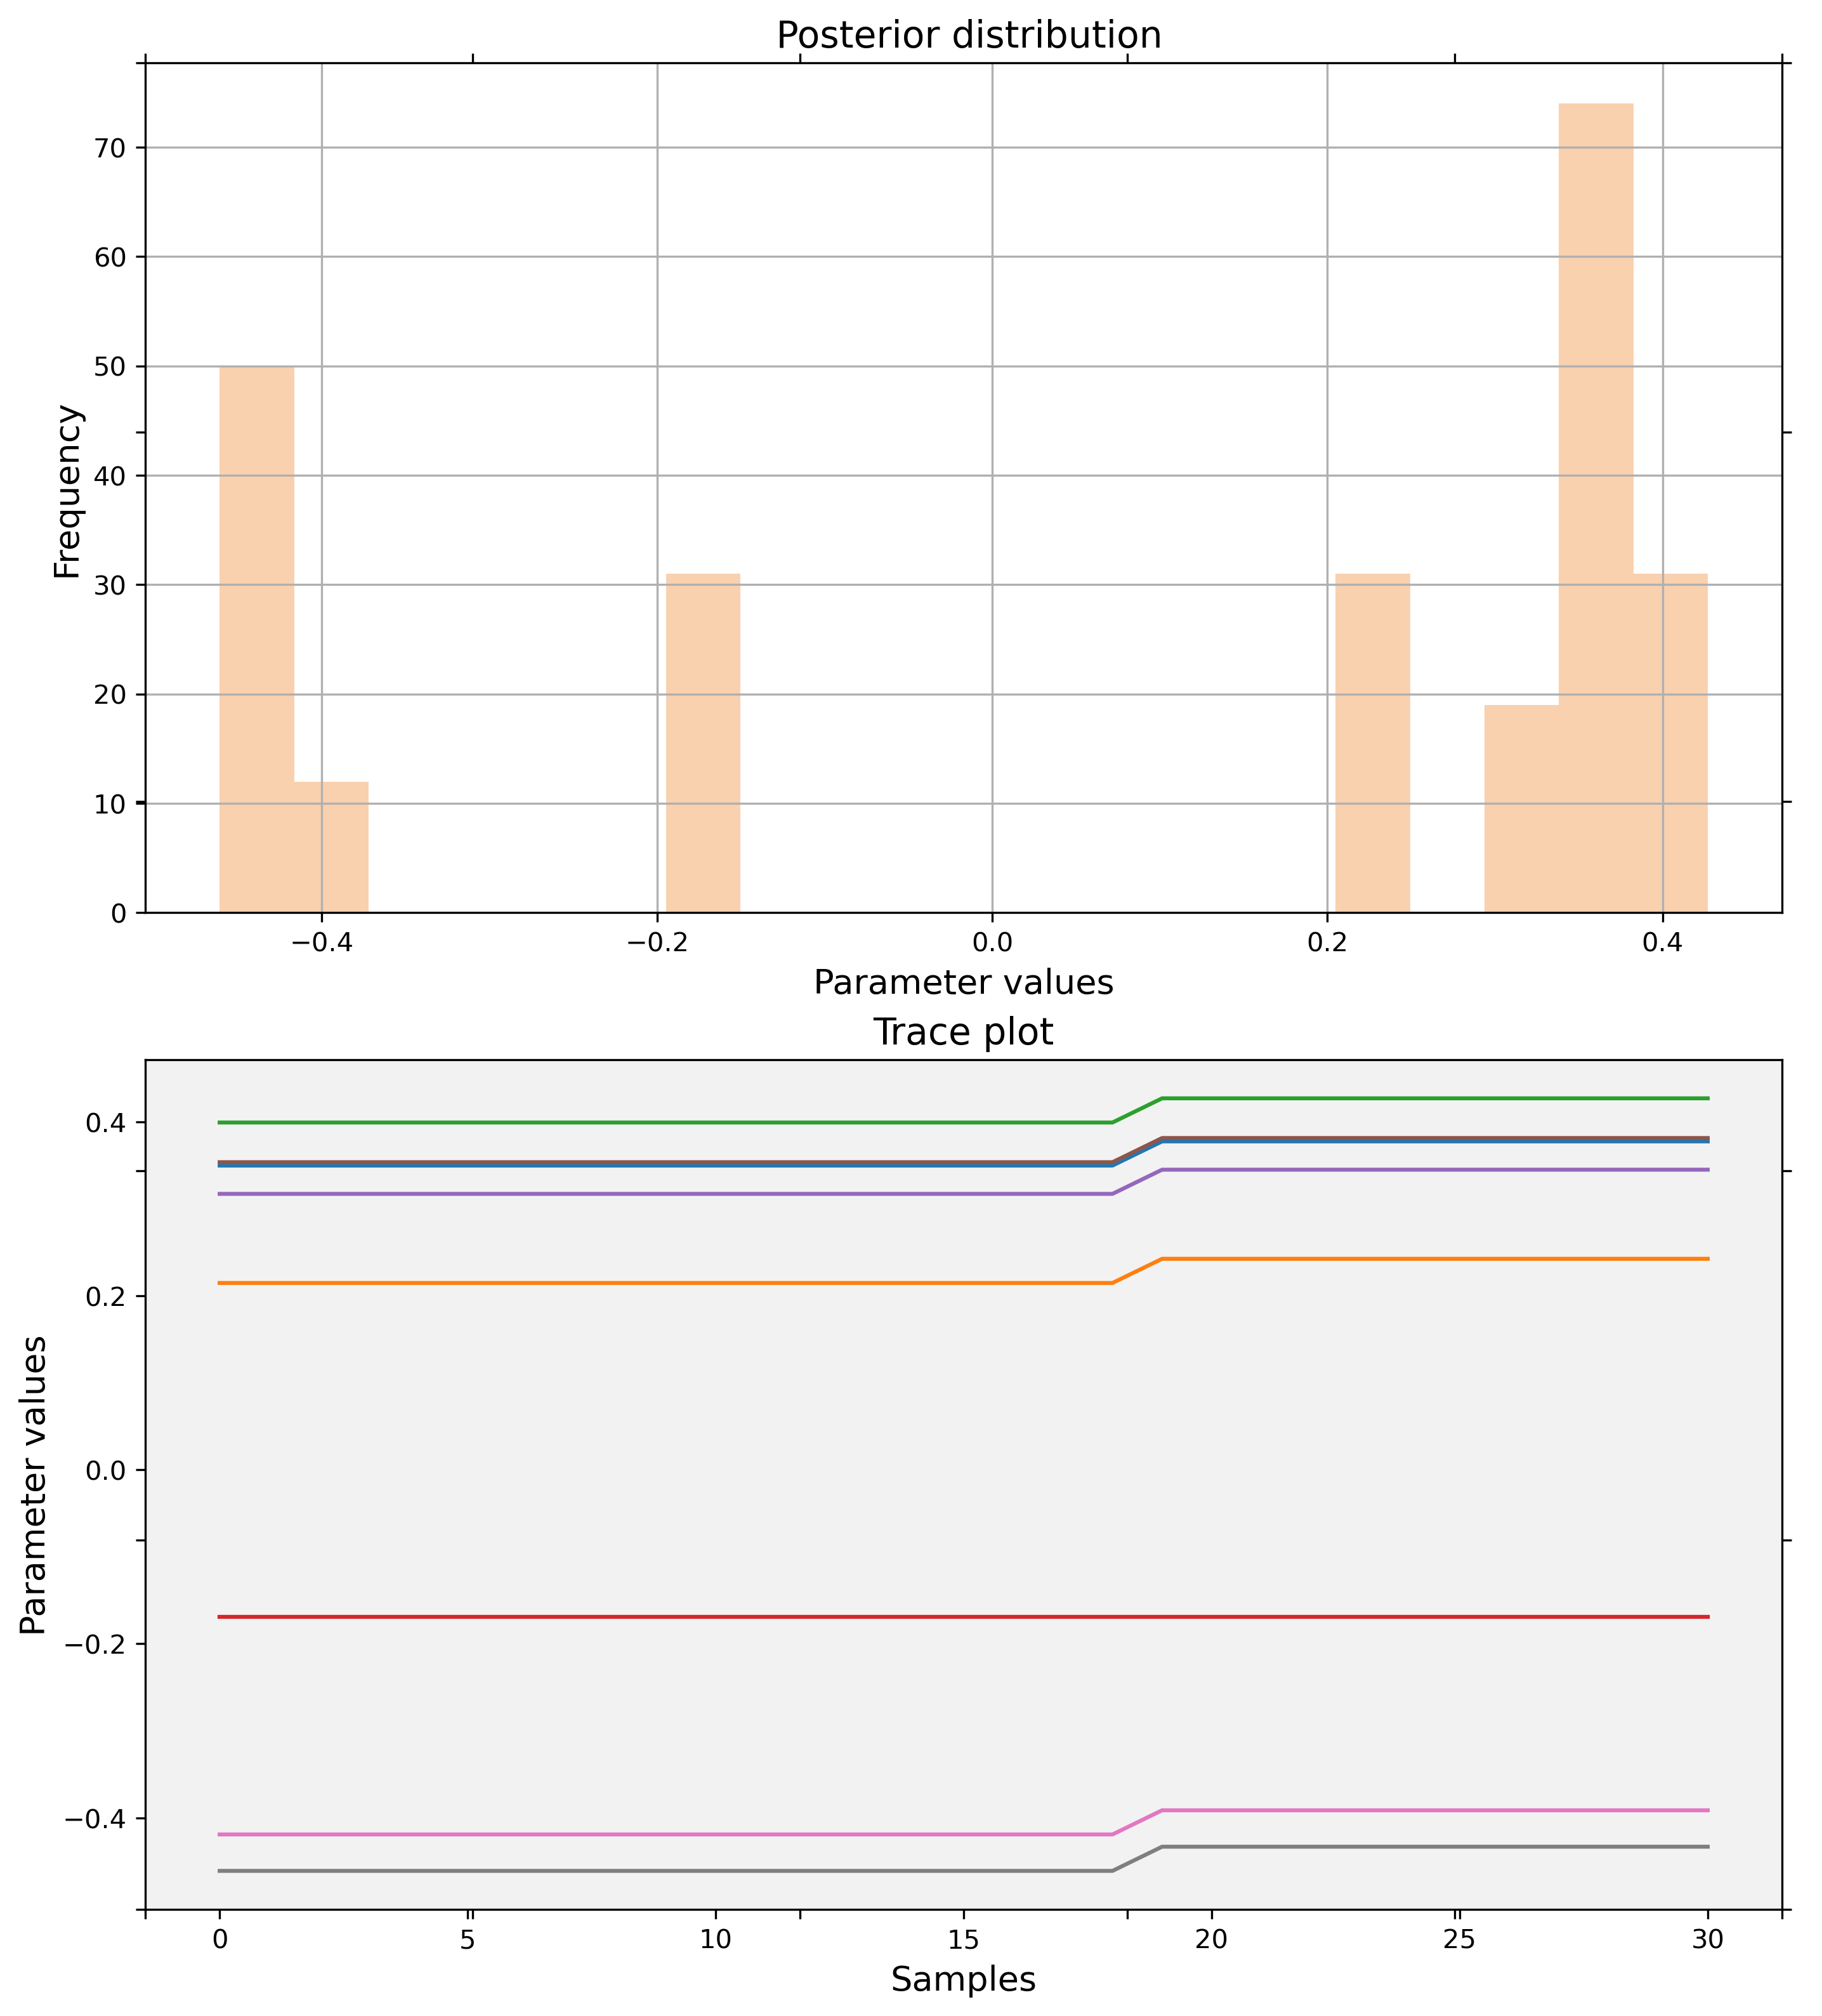 Posterior distribution
70
60
50
40
30
20
10
0
Frequency
−0.4 −0.2 0.0 0.2 0.4
Parameter values
Trace plot
0.4
0.2
0.0
−0.2
−0.4
Parameter values
0 5 10 15 20 25 30
Samples